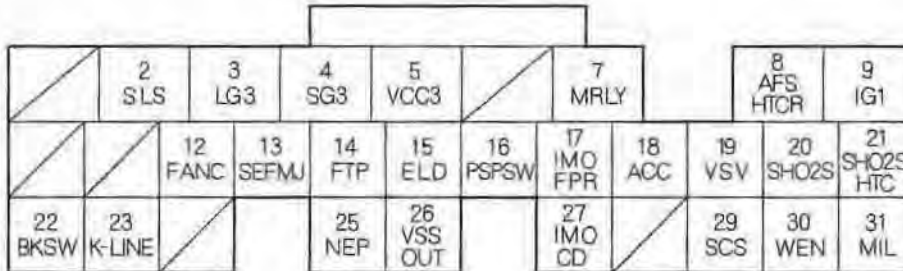 2
SLS
3
LG3
4
SG3
5
VCC3
7
MRLY
8
AFS
HTCR
9
IG1
12
FANC
13
SEFMJ
14
FTP
15
ELD
16
PSPSW
17
IMO
FPR
18
ACC
19
VSV
20
SHO2S
21
SHO2S
HTC
22
BKSW
23
K-LINE
25
NEP
26
VSS
OUT
27
IMO
CD
29
SCS
30
WEN
31
MIL